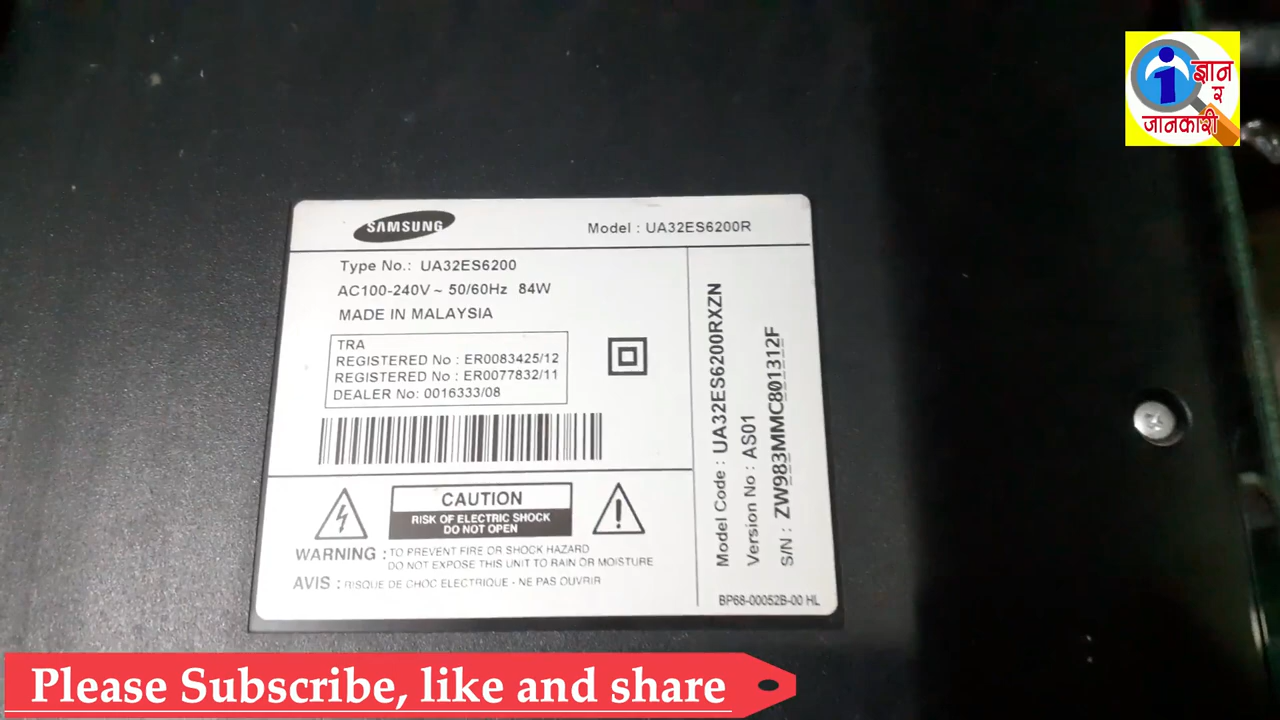 ज्ञान
र
जानकारी
SAMSUNG
Model : UA32ES6200R
Type No.: UA32ES6200
AC100-240V ~ 50/60Hz 84W
MADE IN MALAYSIA
TRA
REGISTERED No : ER0083425/12
REGISTERED No : ER0077832/11
DEALER No: 0016333/08
CAUTION
RISK OF ELECTRIC SHOCK
DO NOT OPEN
WARNING : TO PREVENT FIRE OR SHOCK HAZARD
DO NOT EXPOSE THIS UNIT TO RAIN OR MOISTURE
AVIS : RISQUE DE CHOC ELECTRIQUE - NE PAS OUVRIR
Model Code : UA32ES6200RXZN
Version No : AS01
S/N : ZW983MMC801312F
BP68-00052B-00 HL
Please Subscribe, like and share